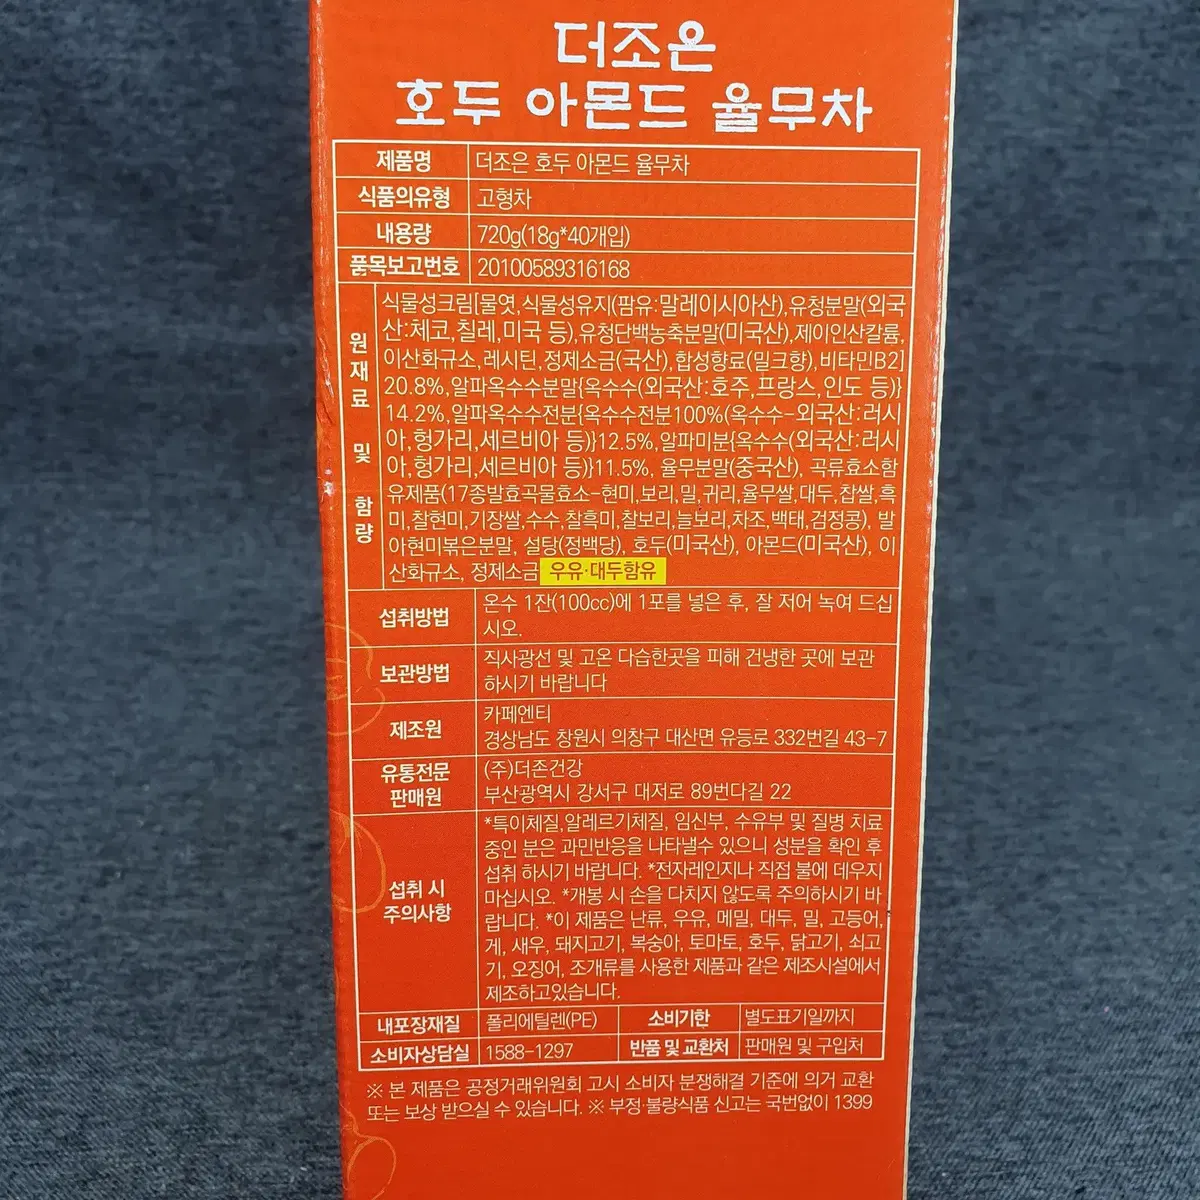 더조은
호두 아몬드 율무차
제품명 더조은 호두 아몬드 율무차
식품의유형 고형차
내용량 720g(18g*40개입)
품목보고번호 20100589316168
원재료 및 함량
식물성크림[물엿,식물성유지(팜유:말레이시아산),유청분말(외국
산:체코,칠레,미국 등),유청단백농축분말(미국산),제이인산칼륨,
이산화규소,레시틴,정제소금(국산),합성향료(밀크향),비타민B2]
20.8%,알파옥수수분말{옥수수(외국산:호주,프랑스,인도 등)}
14.2%,알파옥수수전분{옥수수전분100%(옥수수-외국산:러시
아,헝가리,세르비아 등)}12.5%,알파미분{옥수수(외국산:러시
아,헝가리,세르비아 등)}11.5%, 율무분말(중국산), 곡류효소함
유제품(17종발효곡물효소-현미,보리,밀,귀리,율무쌀,대두,찹쌀,흑
미,찰현미,기장쌀,수수,찰흑미,찰보리,늘보리,차조,백태,검정콩), 발
아현미볶은분말, 설탕(정백당), 호두(미국산), 아몬드(미국산), 이
산화규소, 정제소금 우유·대두함유
섭취방법 온수 1잔(100cc)에 1포를 넣은 후, 잘 저어 녹여 드십
시오.
보관방법 직사광선 및 고온 다습한곳을 피해 건냉한 곳에 보관
하시기 바랍니다
제조원 카페엔티
경상남도 창원시 의창구 대산면 유등로 332번길 43-7
유통전문 판매원 (주)더존건강
부산광역시 강서구 대저로 89번다길 22
섭취 시 주의사항
*특이체질,알레르기체질, 임신부, 수유부 및 질병 치료
중인 분은 과민반응을 나타낼수 있으니 성분을 확인 후
섭취 하시기 바랍니다. *전자레인지나 직접 불에 데우지
마십시오. *개봉 시 손을 다치지 않도록 주의하시기 바
랍니다. *이 제품은 난류, 우유, 메밀, 대두, 밀, 고등어,
게, 새우, 돼지고기, 복숭아, 토마토, 호두, 닭고기, 쇠고
기, 오징어, 조개류를 사용한 제품과 같은 제조시설에서
제조하고있습니다.
내포장재질 폴리에틸렌(PE) 소비기한 별도표기일까지
소비자상담실 1588-1297 반품 및 교환처 판매원 및 구입처
※ 본 제품은 공정거래위원회 고시 소비자 분쟁해결 기준에 의거 교환
또는 보상 받으실 수 있습니다. ※ 부정·불량식품 신고는 국번없이 1399